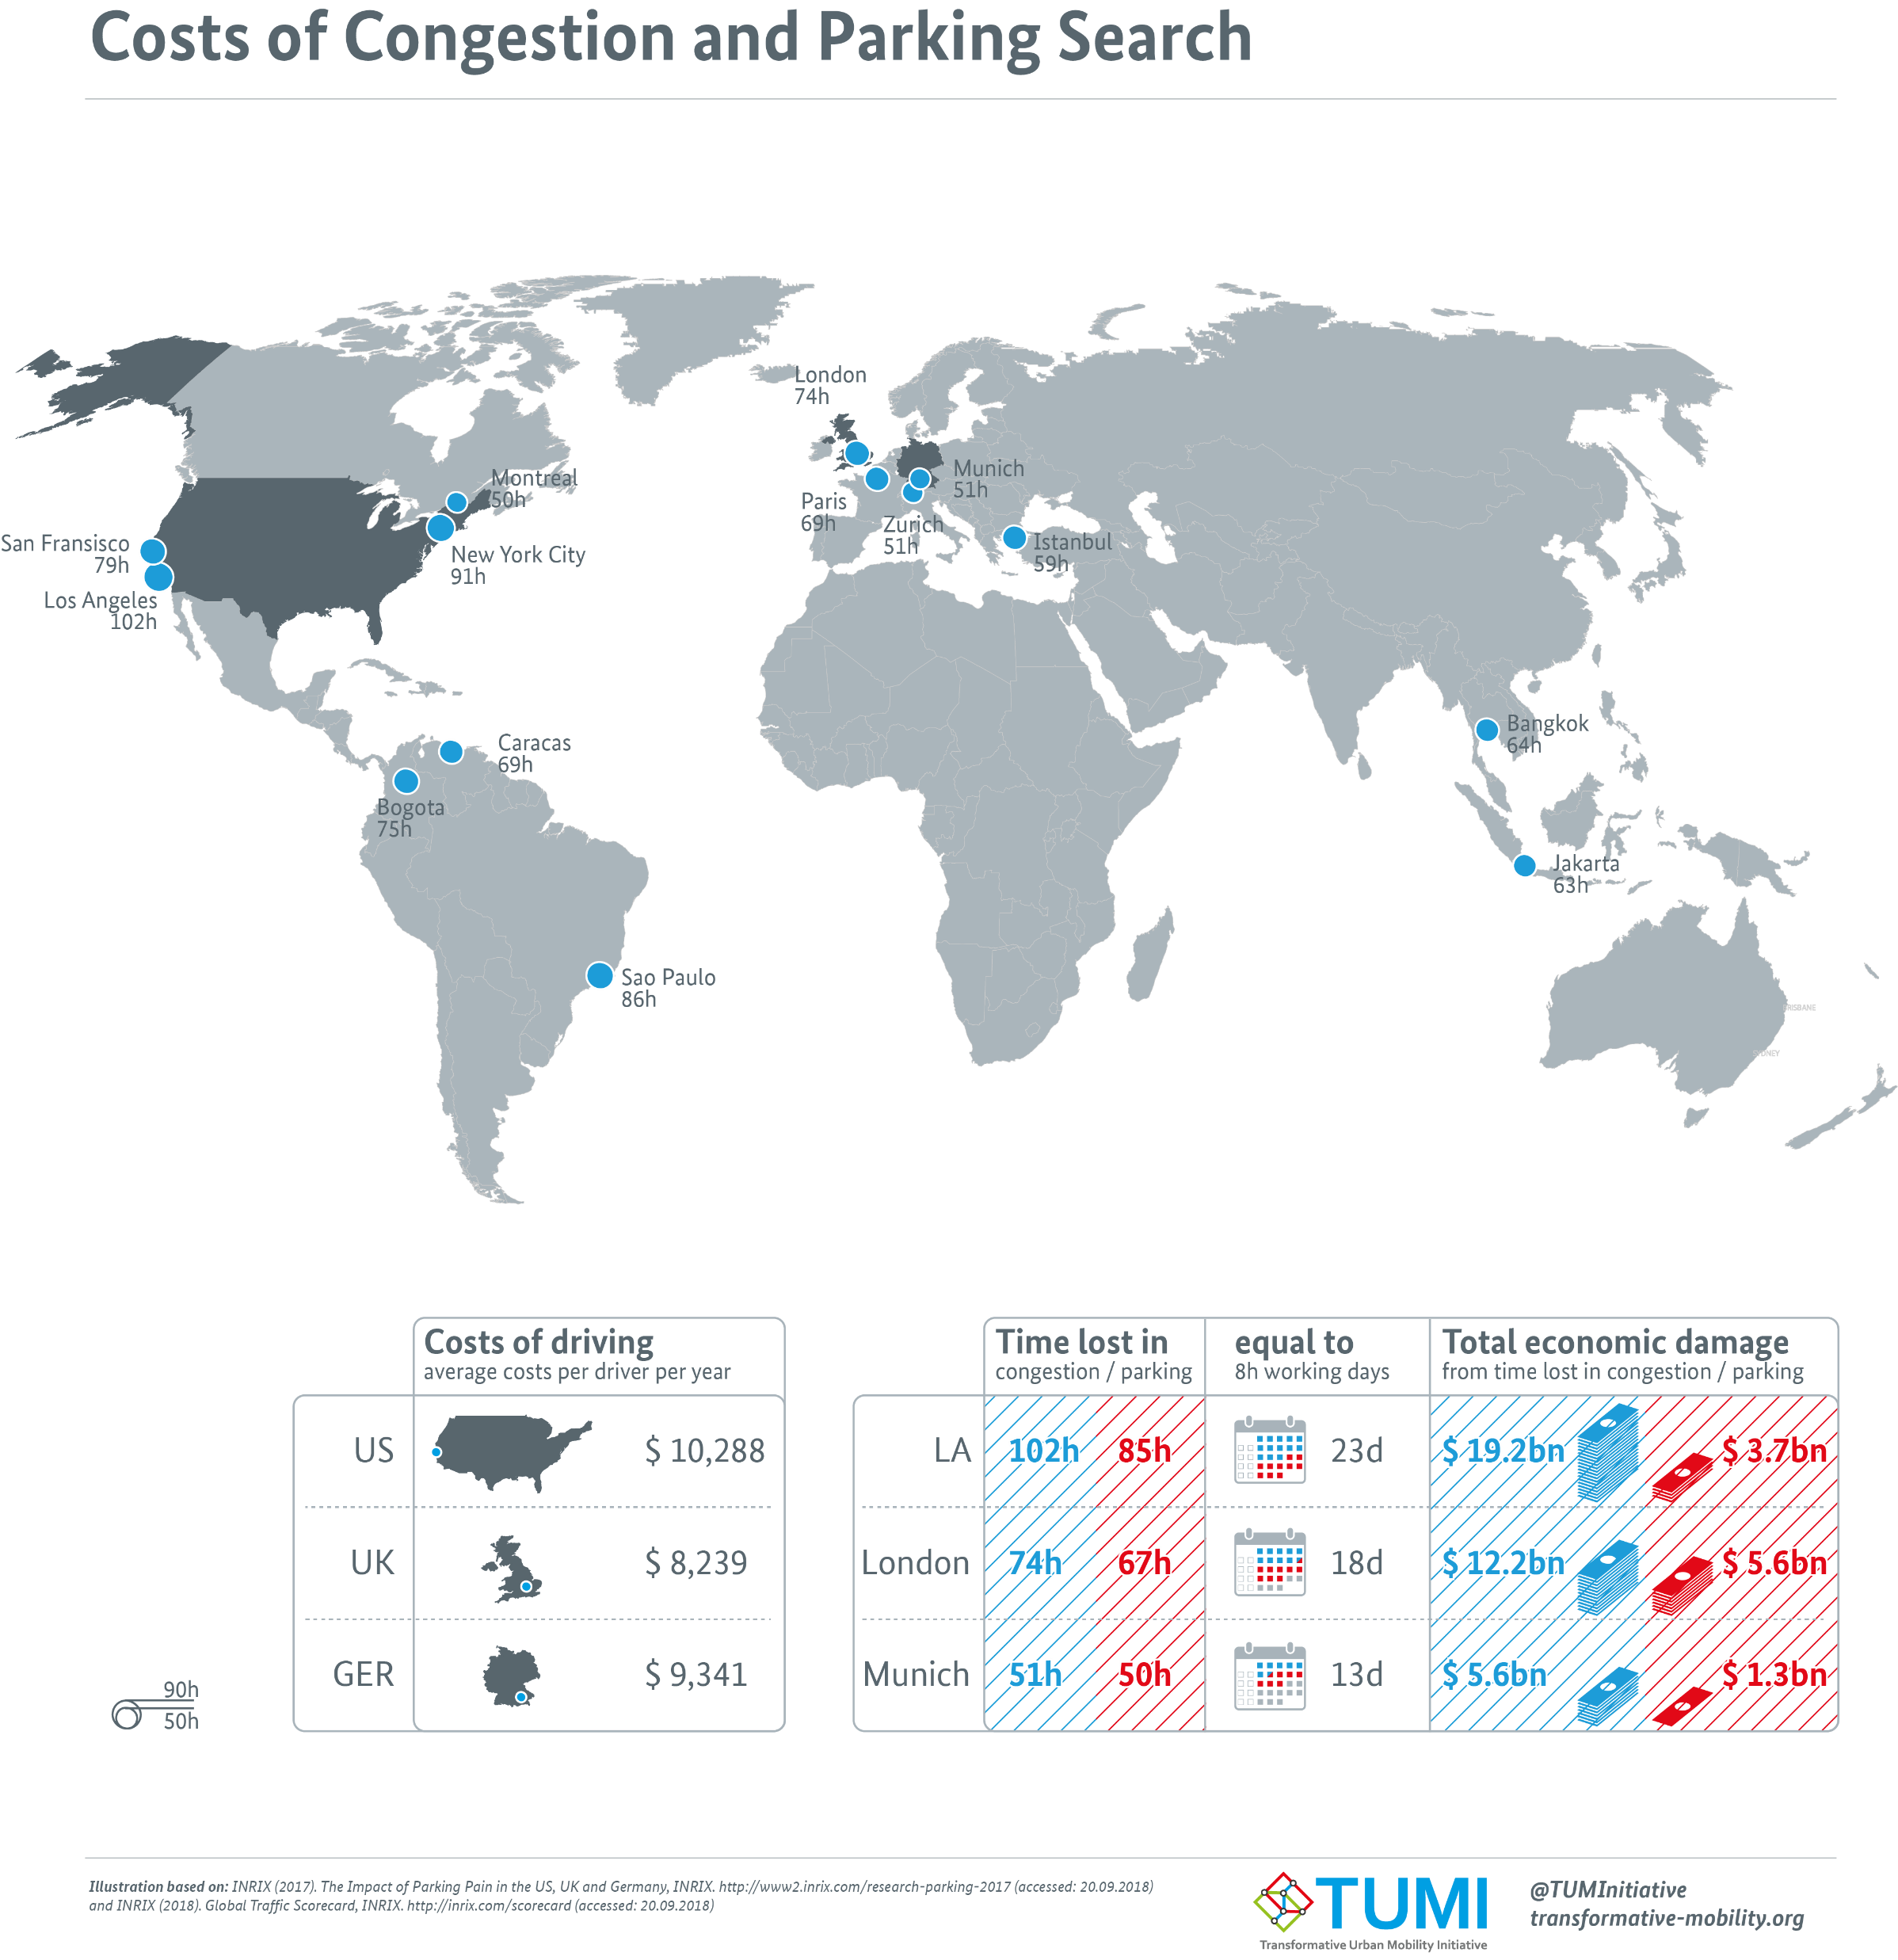 Costs of Congestion and Parking Search
London
74h
Montreal
50h
Munich
51h
Paris
69h
Zurich
51h
Istanbul
59h
San Fransisco
79h
New York City
91h
Los Angeles
102h
Caracas
69h
Bogota
75h
Bangkok
64h
Jakarta
63h
Sao Paulo
86h
Costs of driving
average costs per driver per year
US $ 10,288
UK $ 8,239
GER $ 9,341
90h
50h
Time lost in equal to Total economic damage
congestion / parking 8h working days from time lost in congestion / parking
LA 102h 85h 23d $ 19.2bn $ 3.7bn
London 74h 67h 18d $ 12.2bn $ 5.6bn
Munich 51h 50h 13d $ 5.6bn $ 1.3bn
Illustration based on: INRIX (2017). The Impact of Parking Pain in the US, UK and Germany, INRIX. http://www2.inrix.com/research-parking-2017 (accessed: 20.09.2018)
and INRIX (2018). Global Traffic Scorecard, INRIX. http://inrix.com/scorecard (accessed: 20.09.2018)
TUMI
Transformative Urban Mobility Initiative
@TUMInitiative
transformative-mobility.org